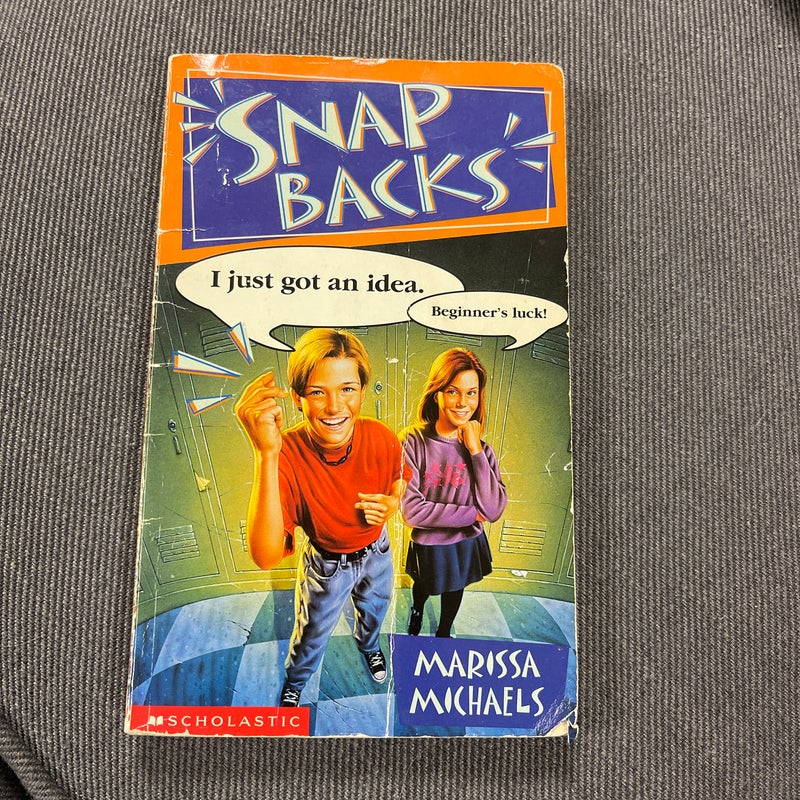 SNAP
BACKS
I just got an idea.
Beginner's luck!
MARISSA
MICHAELS
SCHOLASTIC